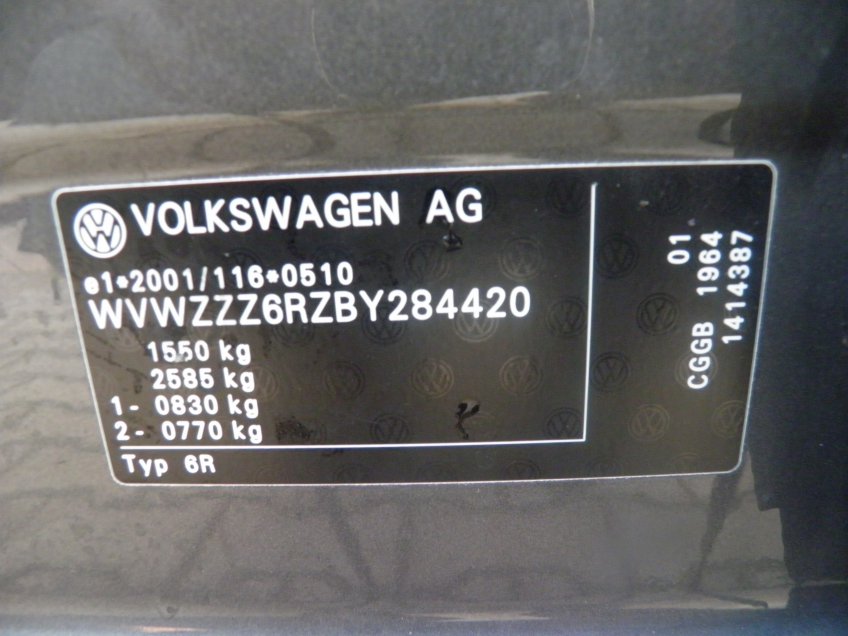 VOLKSWAGEN AG
e1*2001/116*0510
WVWZZZ6RZBY284420
1550 kg
2585 kg
1- 0830 kg
2- 0770 kg
Typ 6R
01
CGGB 1964
1414387